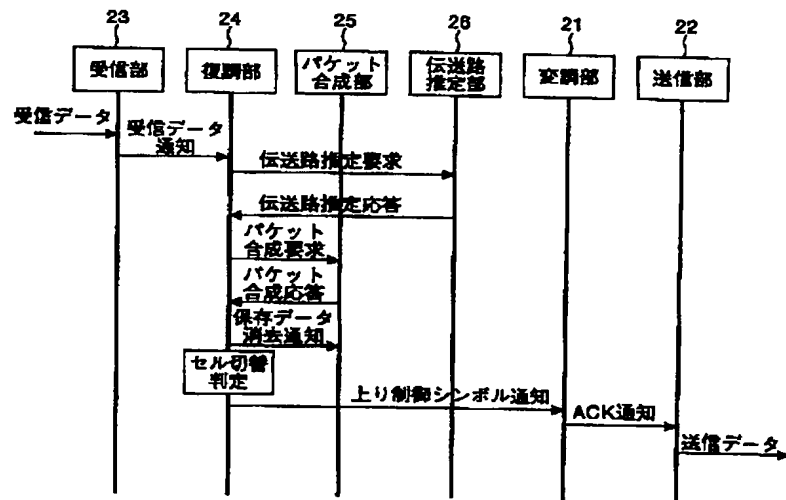 23
24
25
26
21
22
受信部
復調部
パケット
合成部
伝送路
推定部
変調部
送信部
受信データ
受信データ
通知
伝送路推定要求
伝送路推定応答
パケット
合成要求
パケット
合成応答
保存データ
消去通知
セル切替
判定
上り制御シンボル通知
ACK通知
送信データ